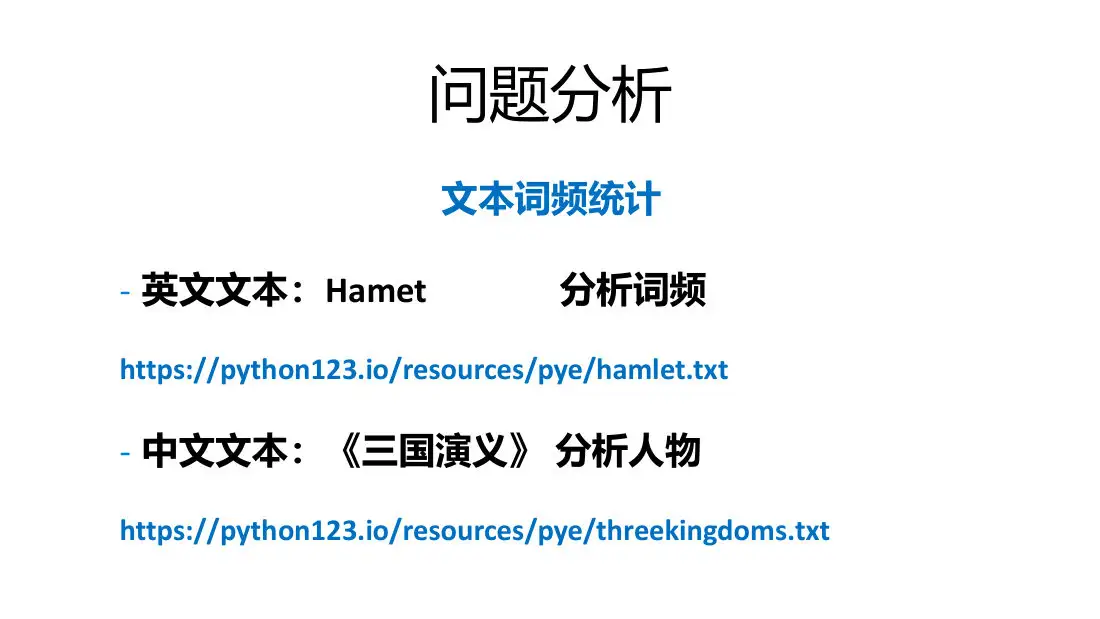 问题分析
文本词频统计
- 英文文本：Hamet 分析词频
https://python123.io/resources/pye/hamlet.txt
- 中文文本：《三国演义》 分析人物
https://python123.io/resources/pye/threekingdoms.txt